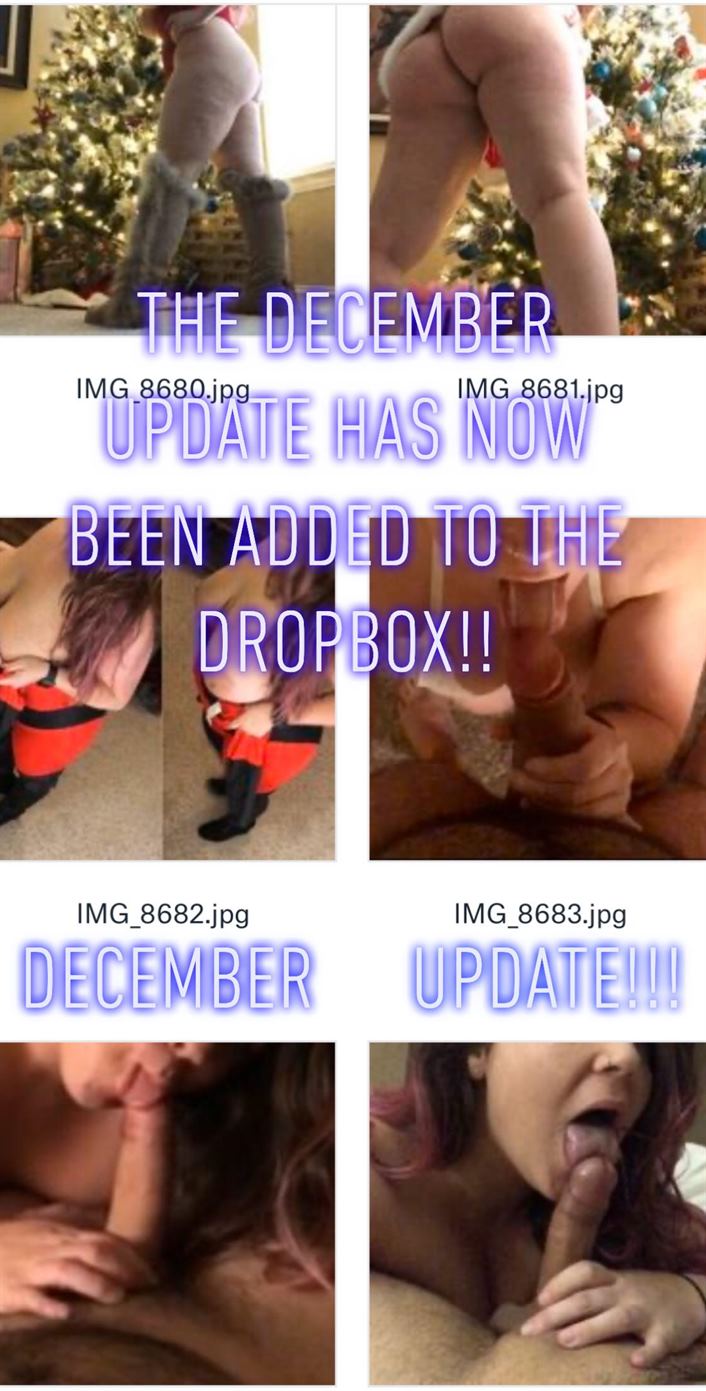 THE DECEMBER
IMG_8680.jpg IMG_8681.jpg
UPDATE HAS NOW
BEEN ADDED TO THE
DROPBOX!!
IMG_8682.jpg IMG_8683.jpg
DECEMBER UPDATE!!!